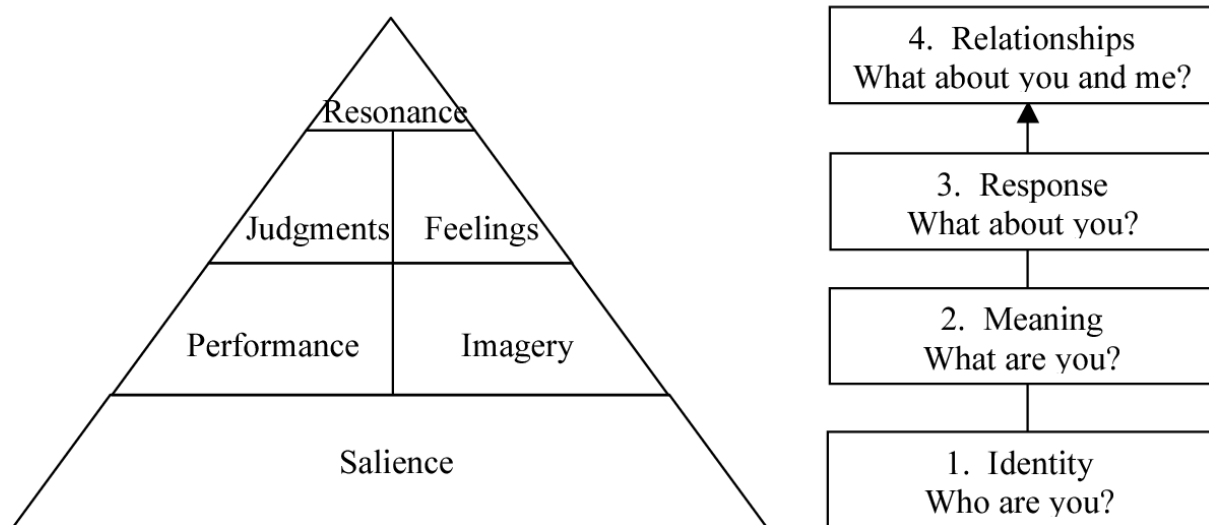 Resonance
Judgments
Feelings
Performance
Imagery
Salience
4. Relationships
What about you and me?
3. Response
What about you?
2. Meaning
What are you?
1. Identity
Who are you?